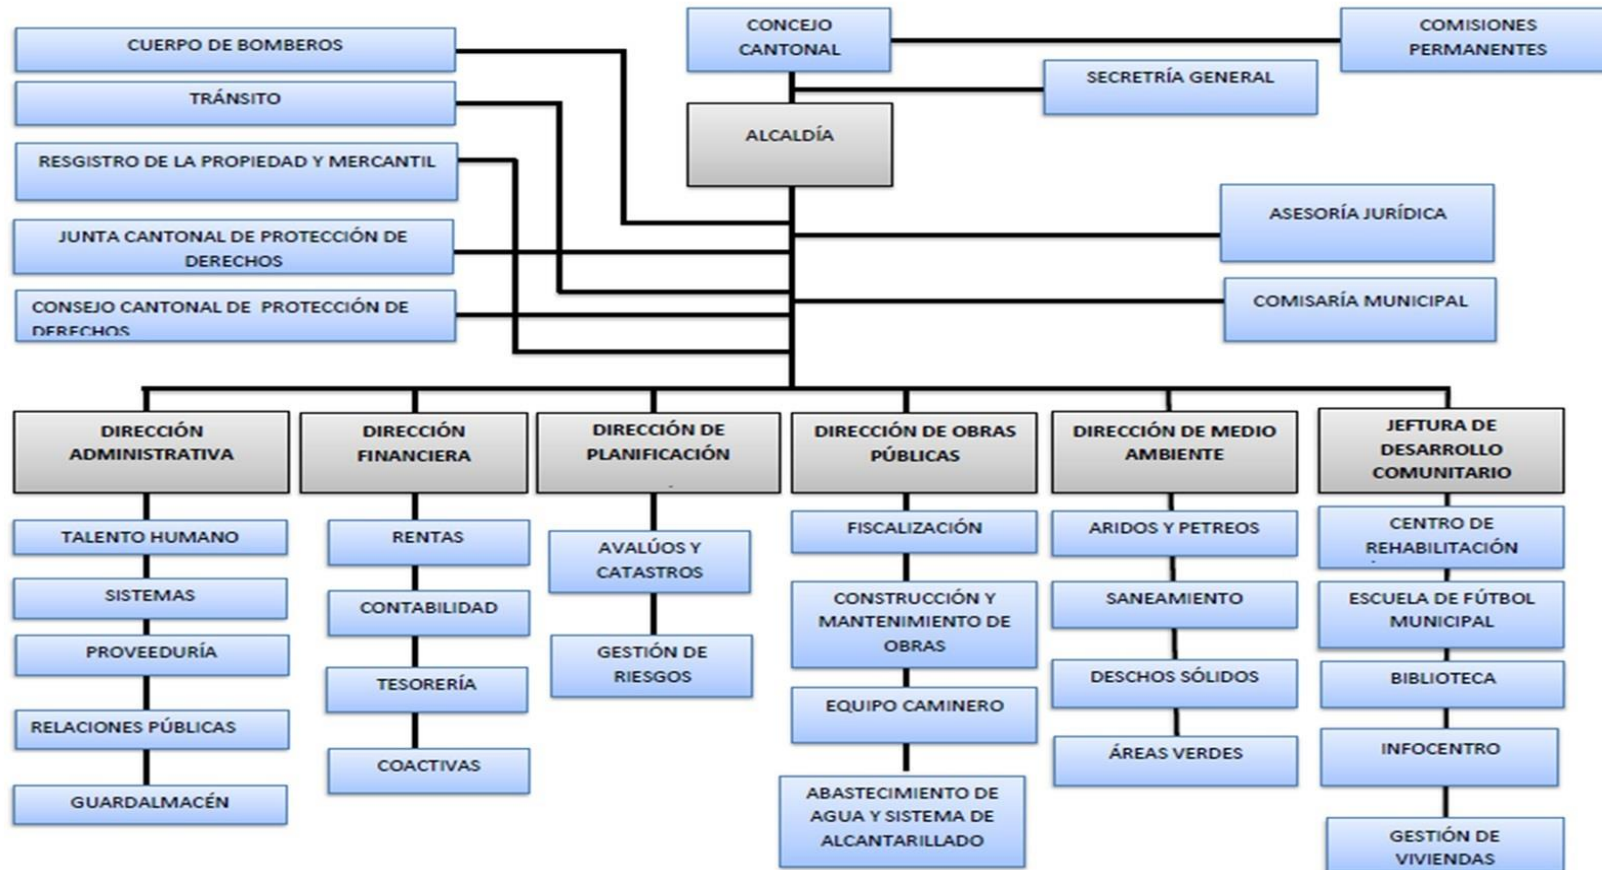 CONCEJO
CANTONAL
COMISIONES
PERMANENTES
CUERPO DE BOMBEROS
SECRETRÍA GENERAL
TRÁNSITO
ALCALDÍA
RESGISTRO DE LA PROPIEDAD Y MERCANTIL
ASESORÍA JURÍDICA
JUNTA CANTONAL DE PROTECCIÓN DE
DERECHOS
CONSEJO CANTONAL DE PROTECCIÓN DE
DERECHOS
COMISARÍA MUNICIPAL
DIRECCIÓN
ADMINISTRATIVA
TALENTO HUMANO
SISTEMAS
PROVEEDURÍA
RELACIONES PÚBLICAS
GUARDALMACÉN
DIRECCIÓN
FINANCIERA
RENTAS
CONTABILIDAD
TESORERÍA
COACTIVAS
DIRECCIÓN DE
PLANIFICACIÓN
AVALÚOS Y
CATASTROS
GESTIÓN DE
RIESGOS
DIRECCIÓN DE OBRAS
PÚBLICAS
FISCALIZACIÓN
CONSTRUCCIÓN Y
MANTENIMIENTO DE
OBRAS
EQUIPO CAMINERO
ABASTECIMIENTO DE
AGUA Y SISTEMA DE
ALCANTARILLADO
DIRECCIÓN DE MEDIO
AMBIENTE
ARIDOS Y PETREOS
SANEAMIENTO
DESCHOS SÓLIDOS
ÁREAS VERDES
JEFTURA DE
DESARROLLO
COMUNITARIO
CENTRO DE
REHABILITACIÓN
ESCUELA DE FÚTBOL
MUNICIPAL
BIBLIOTECA
INFOCENTRO
GESTIÓN DE
VIVIENDAS